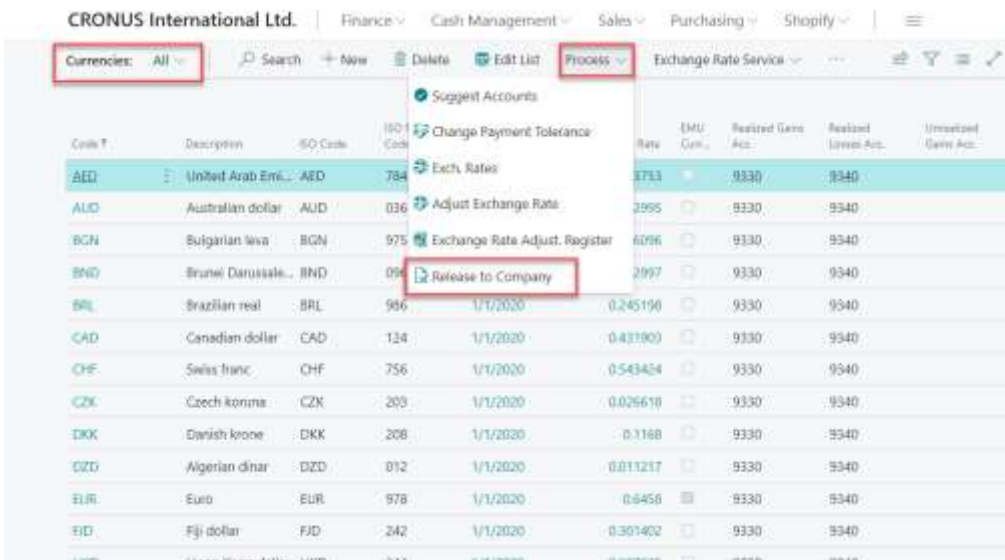 CRONUS International Ltd. Finance Cash Management Sales Purchasing Shopify
Currencies: All Search + New Delete Edit List Process Exchange Rate Service ...
Suggest Accounts
Change Payment Tolerance
Exch. Rates
Adjust Exchange Rate
Exchange Rate Adjust. Register
Release to Company
Code Description ISO Code Code Rate EMU Curr... Realized Gains Acc. Realized Losses Acc. Unrealized Gains Acc.
AED United Arab Emi... AED 784 3753 9330 9340
AUD Australian dollar AUD 036 2995 9330 9340
BGN Bulgarian leva BGN 975 6096 9330 9340
BND Brunei Darussale... BND 096 2997 9330 9340
BRL Brazilian real BRL 986 1/1/2020 0.245198 9330 9340
CAD Canadian dollar CAD 124 1/1/2020 9330 9340
CHF Swiss franc CHF 756 1/1/2020 0.543424 9330 9340
CZK Czech koruna CZK 203 1/1/2020 0.026618 9330 9340
DKK Danish krone DKK 208 1/1/2020 0.1168 9330 9340
DZD Algerian dinar DZD 012 1/1/2020 0.011217 9330 9340
EUR Euro EUR 978 1/1/2020 0.6458 9330 9340
FJD Fiji dollar FJD 242 1/1/2020 0.301402 9330 9340